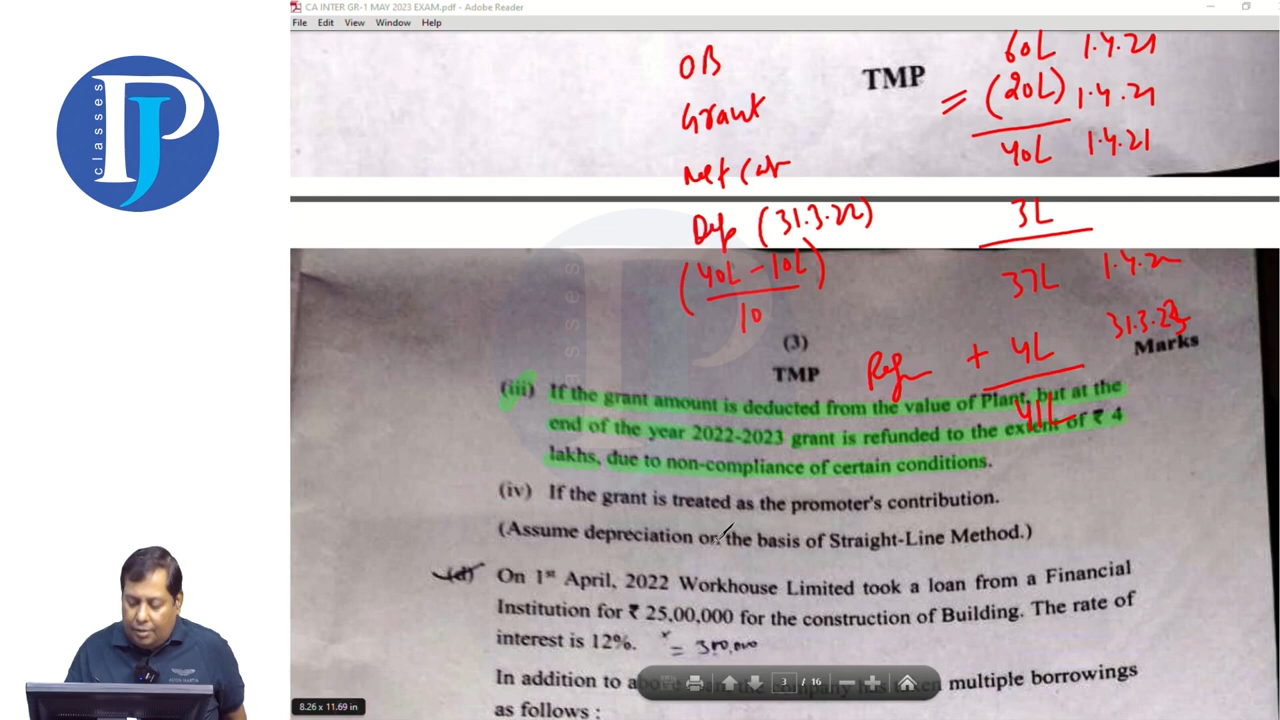 CA INTER GR-1 MAY 2023 EXAM.pdf - Adobe Reader
File Edit View Window Help
classes
PJ
OB 60L 1.4.21
TMP
Grant = (20L) 1.4.21
Net 40L 1.4.21
Dep (31.3.22) 3L
(40L - 10L) 37L 1.4.22
10
(3)
31.3.23
TMP
+ 4L
Marks
41L
(iii) If the grant amount is deducted from the value of Plant, but at the
end of the year 2022-2023 grant is refunded to the extent of ₹ 4
lakhs, due to non-compliance of certain conditions.
(iv) If the grant is treated as the promoter's contribution.
(Assume depreciation on the basis of Straight-Line Method.)
(d) On 1st April, 2022 Workhouse Limited took a loan from a Financial
Institution for ₹ 25,00,000 for the construction of Building. The rate of
interest is 12%. = 300,000
In addition to above the company has taken multiple borrowings
as follows :
3 / 16
8.26 x 11.69 in